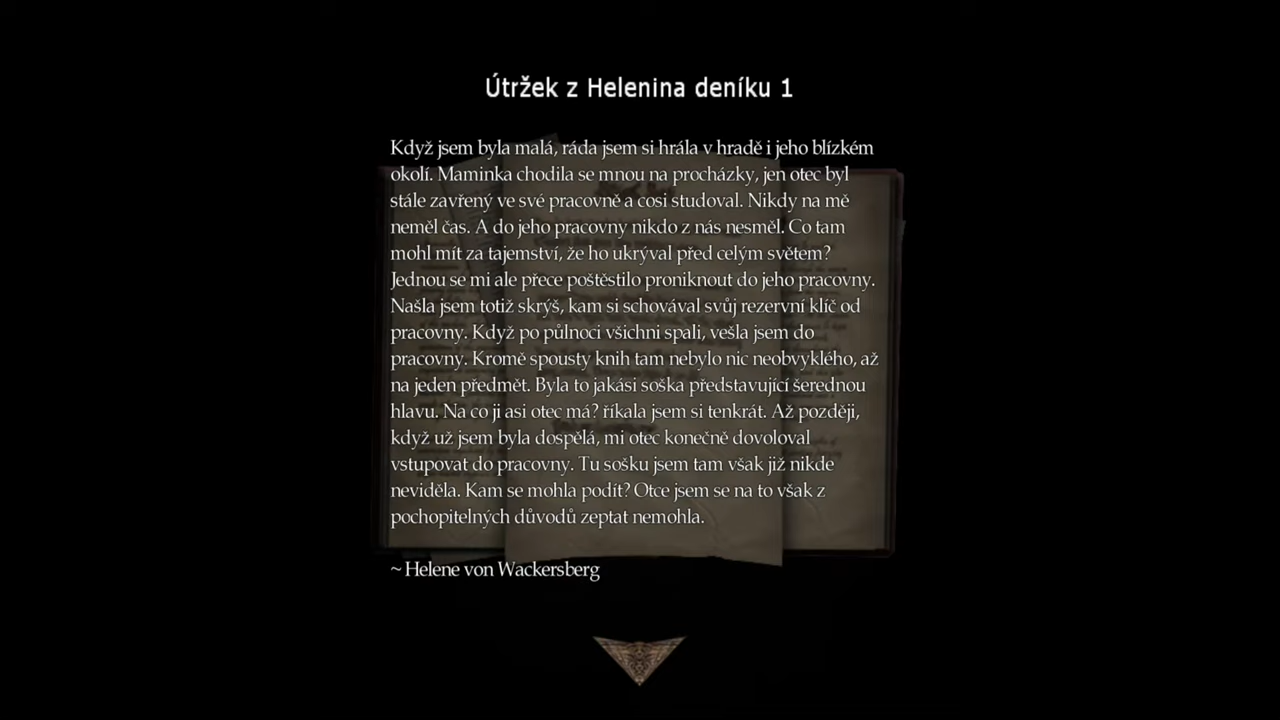 Útržek z Helenina deníku 1
Když jsem byla malá, ráda jsem si hrála v hradě i jeho blízkém
okolí. Maminka chodila se mnou na procházky, jen otec byl
stále zavřený ve své pracovně a cosi studoval. Nikdy na mě
neměl čas. A do jeho pracovny nikdo z nás nesměl. Co tam
mohl mít za tajemství, že ho ukrýval před celým světem?
Jednou se mi ale přece poštěstilo proniknout do jeho pracovny.
Našla jsem totiž skrýš, kam si schovával svůj rezervní klíč od
pracovny. Když po půlnoci všichni spali, vešla jsem do
pracovny. Kromě spousty knih tam nebylo nic neobvyklého, až
na jeden předmět. Byla to jakási soška představující šerednou
hlavu. Na co ji asi otec má? říkala jsem si tenkrát. Až později,
když už jsem byla dospělá, mi otec konečně dovoloval
vstupovat do pracovny. Tu sošku jsem tam však již nikde
neviděla. Kam se mohla podít? Otce jsem se na to však z
pochopitelných důvodů zeptat nemohla.
~ Helene von Wackersberg